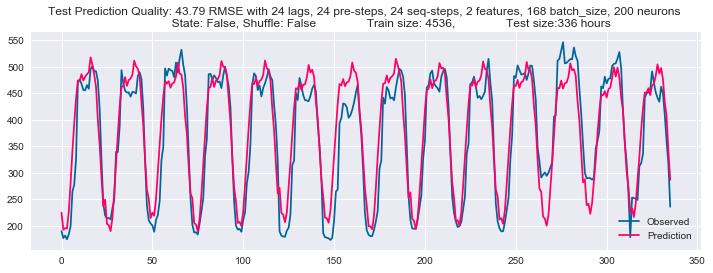 Test Prediction Quality: 43.79 RMSE with 24 lags, 24 pre-steps, 24 seq-steps, 2 features, 168 batch_size, 200 neurons
State: False, Shuffle: False Train size: 4536, Test size:336 hours
550
500
450
400
350
300
250
200
0 50 100 150 200 250 300 350
Observed
Prediction